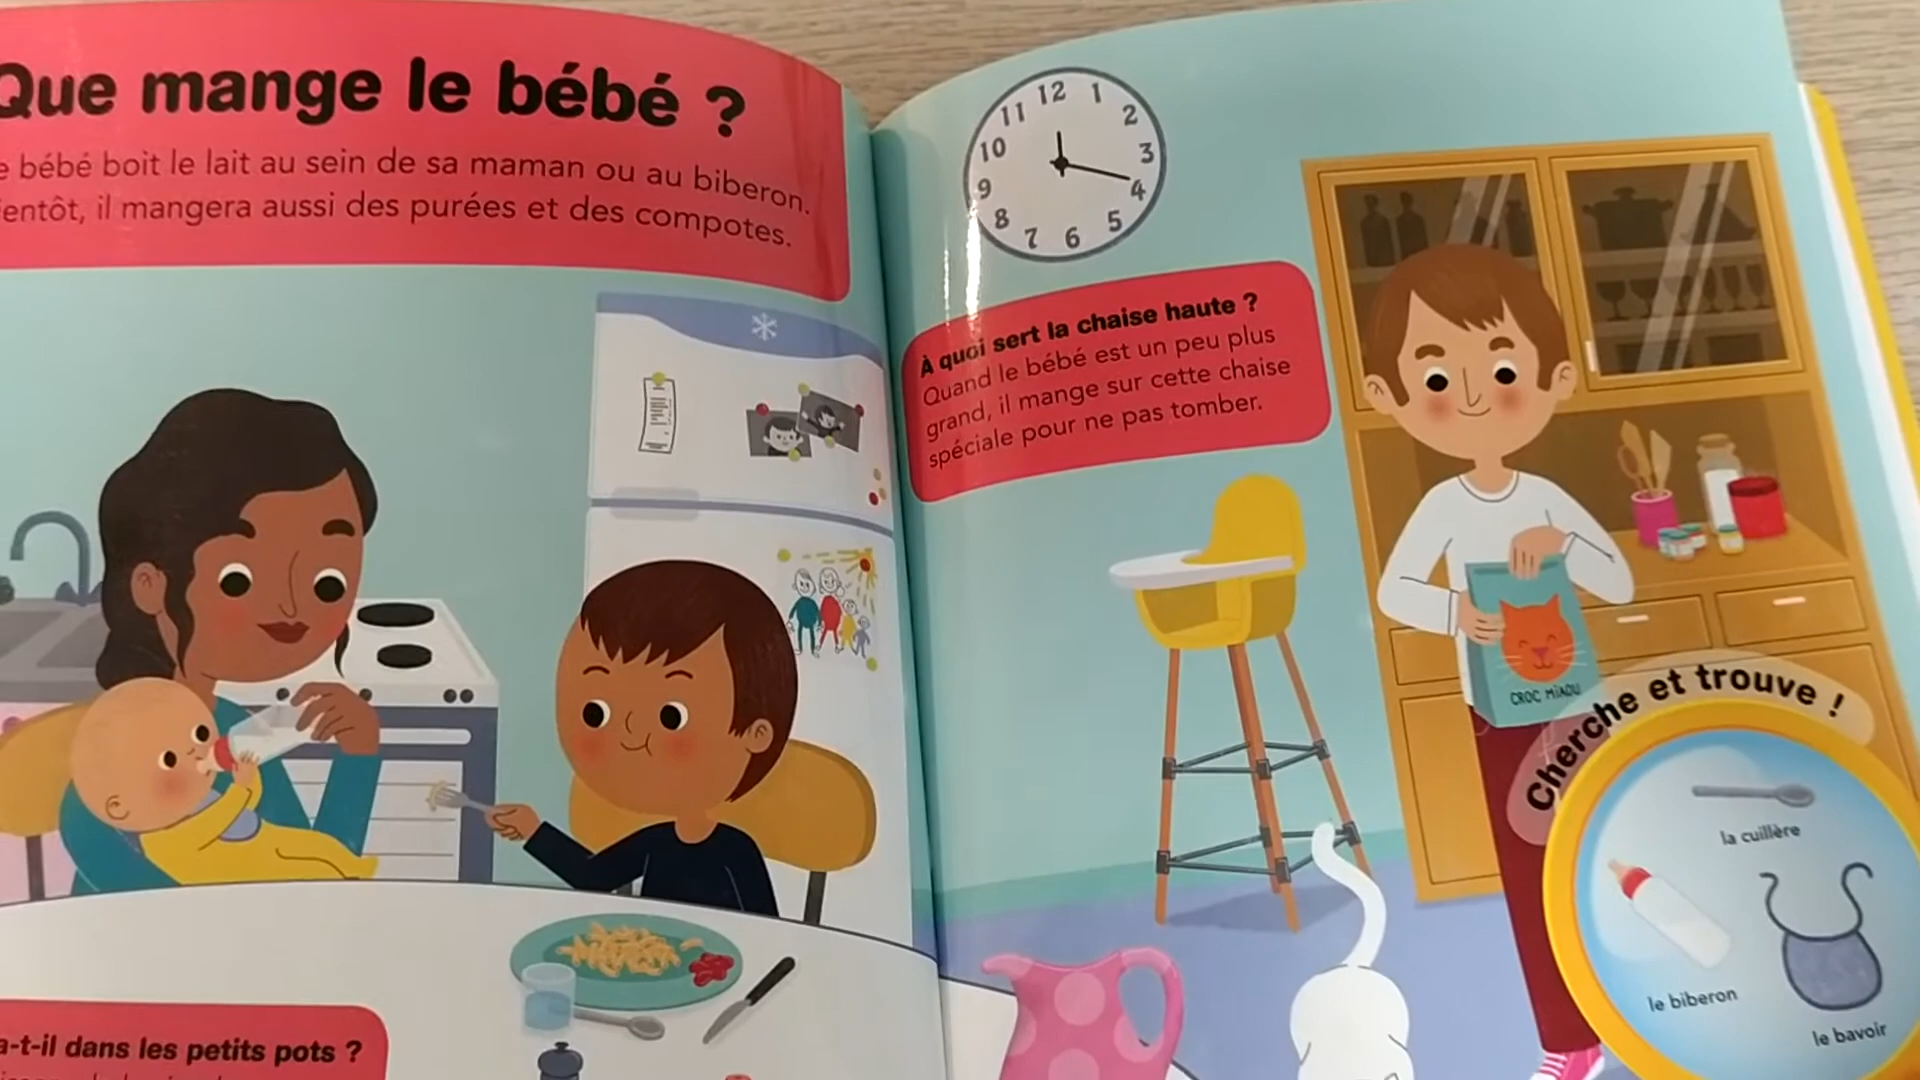 Que mange le bébé ?
bébé boit le lait au sein de sa maman ou au biberon.
il mangera aussi des purées et des compotes.
12
1
2
3
4
5
6
7
8
9
10
11
À quoi sert la chaise haute ?
Quand le bébé est un peu plus
grand, il mange sur cette chaise
spéciale pour ne pas tomber.
CROC MiAOU
Cherche et trouve !
la cuillère
le biberon
le bavoir
a-t-il dans les petits pots ?